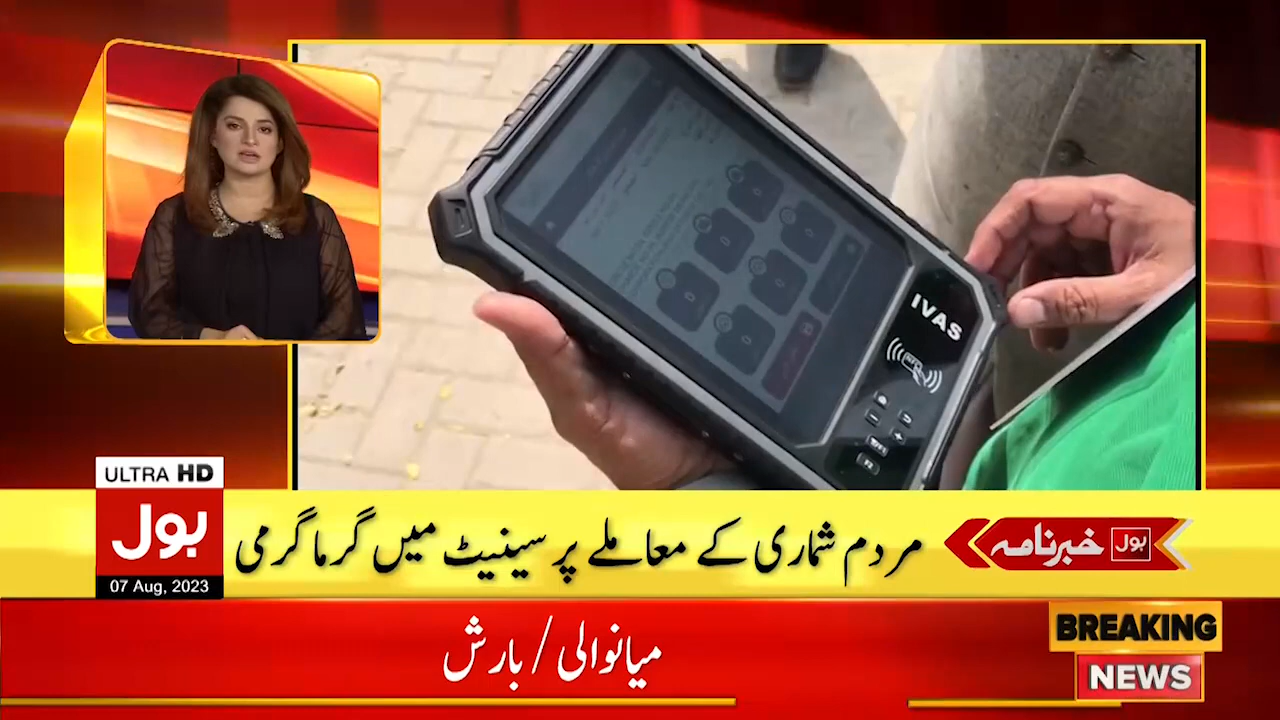 IVAS
ULTRA HD
بول
07 Aug, 2023
بول خبرنامہ
مردم شماری کے معاملے پر سینیٹ میں گرما گرمی
میانوالی / بارش
BREAKING
NEWS